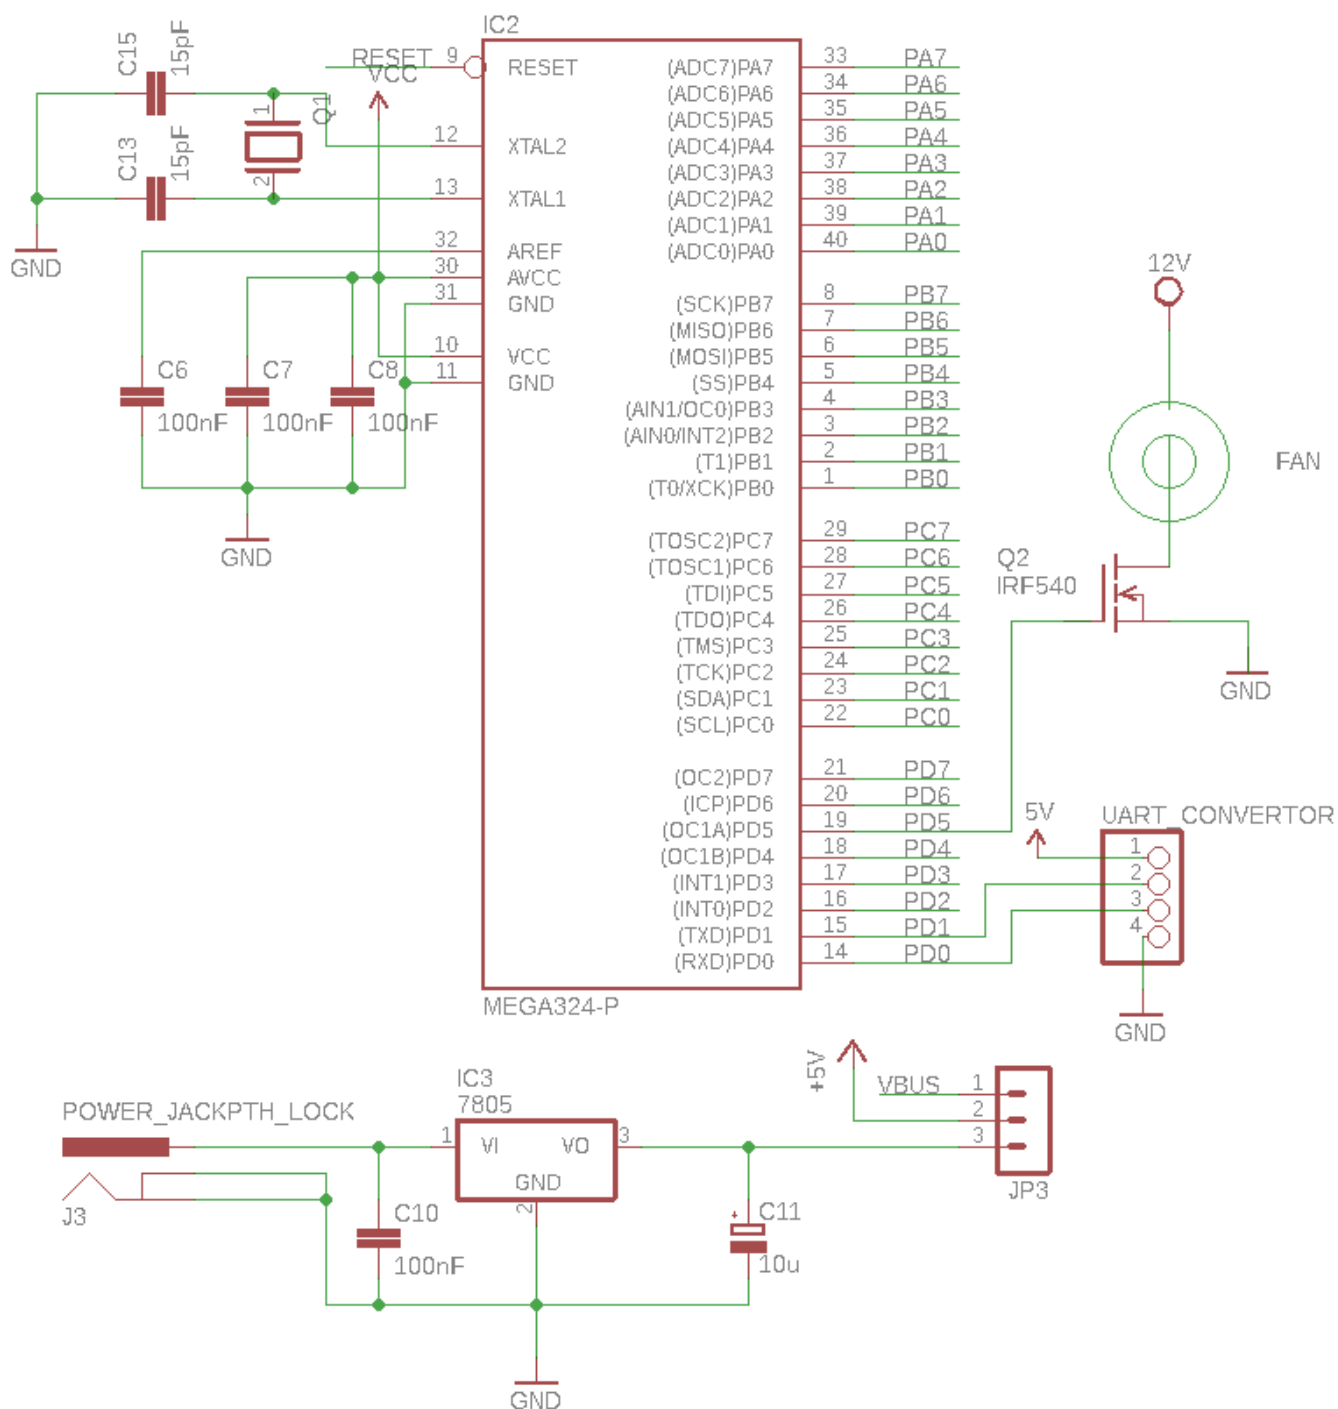 IC2
C15
15pF
RESET
VCC
9
RESET
Q1
1
2
C13
15pF
12
XTAL2
13
XTAL1
GND
32
AREF
30
AVCC
31
GND
10
VCC
11
GND
C6
100nF
C7
100nF
C8
100nF
GND
(ADC7)PA7 33 PA7
(ADC6)PA6 34 PA6
(ADC5)PA5 35 PA5
(ADC4)PA4 36 PA4
(ADC3)PA3 37 PA3
(ADC2)PA2 38 PA2
(ADC1)PA1 39 PA1
(ADC0)PA0 40 PA0
(SCK)PB7 8 PB7
(MISO)PB6 7 PB6
(MOSI)PB5 6 PB5
(SS)PB4 5 PB4
(AIN1/OC0)PB3 4 PB3
(AIN0/INT2)PB2 3 PB2
(T1)PB1 2 PB1
(T0/XCK)PB0 1 PB0
(TOSC2)PC7 29 PC7
(TOSC1)PC6 28 PC6
(TDI)PC5 27 PC5
(TDO)PC4 26 PC4
(TMS)PC3 25 PC3
(TCK)PC2 24 PC2
(SDA)PC1 23 PC1
(SCL)PC0 22 PC0
(OC2)PD7 21 PD7
(ICP)PD6 20 PD6
(OC1A)PD5 19 PD5
(OC1B)PD4 18 PD4
(INT1)PD3 17 PD3
(INT0)PD2 16 PD2
(TXD)PD1 15 PD1
(RXD)PD0 14 PD0
MEGA324-P
12V
FAN
Q2
IRF540
GND
5V
UART_CONVERTOR
1
2
3
4
GND
POWER_JACKPTH_LOCK
J3
IC3
7805
1
VI
VO
3
GND
2
C10
100nF
C11
+
10u
GND
+5V
VBUS
1
2
3
JP3